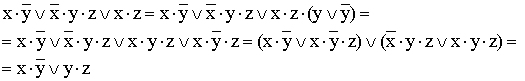 x·y̅ ∨ x̅·y·z ∨ x·z = x·y̅ ∨ x̅·y·z ∨ x·z·(y ∨ y̅) =
= x·y̅ ∨ x̅·y·z ∨ x·y·z ∨ x·y̅·z = (x·y̅ ∨ x·y̅·z) ∨ (x̅·y·z ∨ x·y·z) =
= x·y̅ ∨ y·z